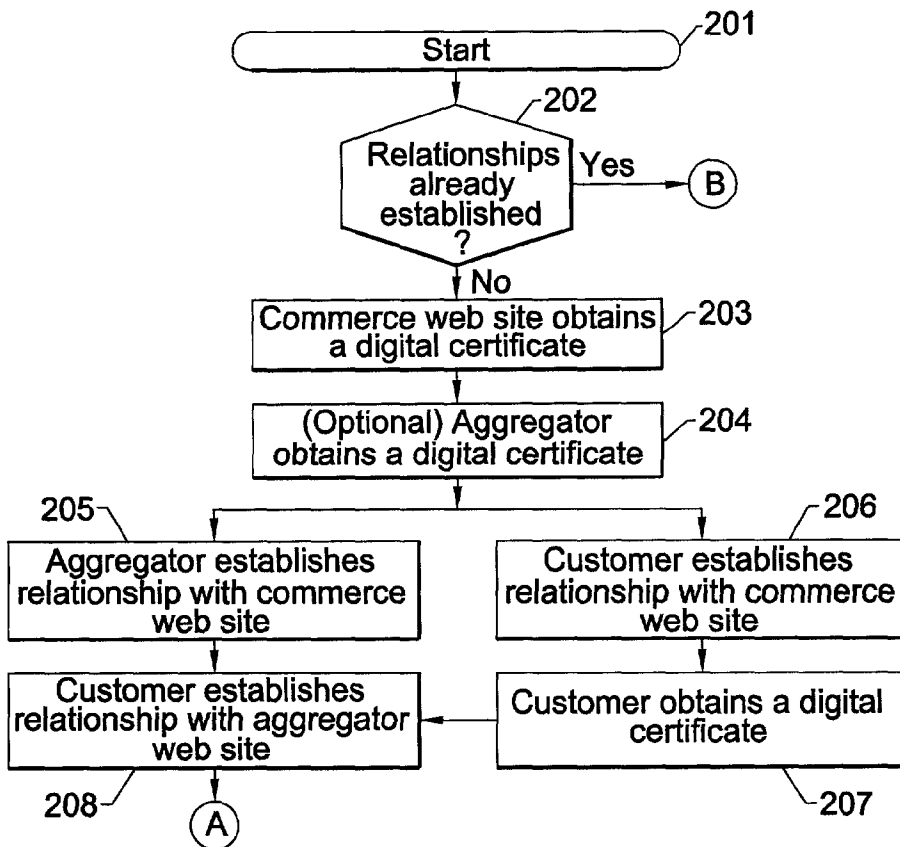 201
Start
202
Relationships
already
established
?
Yes
B
No
Commerce web site obtains
a digital certificate
203
(Optional) Aggregator
obtains a digital certificate
204
205
206
Aggregator establishes
relationship with commerce
web site
Customer establishes
relationship with commerce
web site
Customer establishes
relationship with aggregator
web site
Customer obtains a digital
certificate
208
A
207